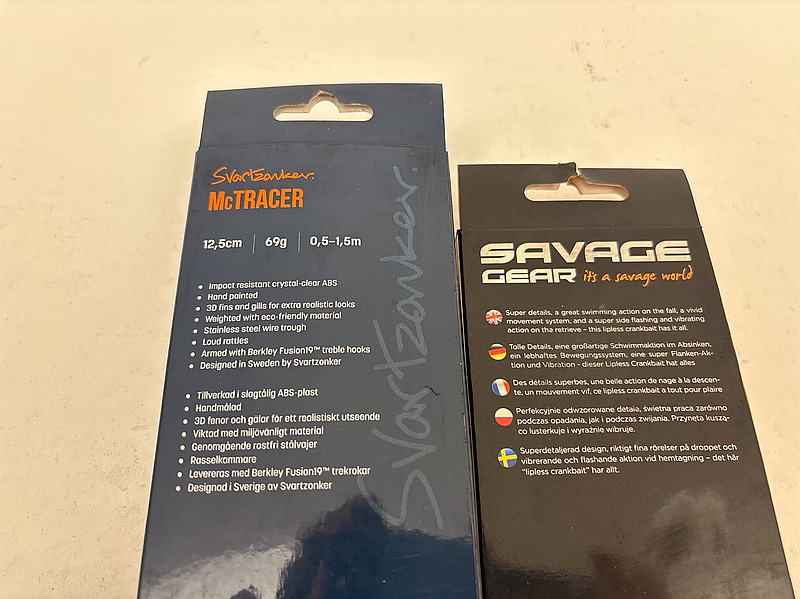 Svartzonker.
McTRACER
12,5cm | 69g | 0,5–1,5m
• Impact resistant crystal-clear ABS
• Hand painted
• 3D fins and gills for extra realistic looks
• Weighted with eco-friendly material
• Stainless steel wire trough
• Loud rattles
• Armed with Berkley Fusion19™ treble hooks
• Designed in Sweden by Svartzonker
• Tillverkad i slagtålig ABS-plast
• Handmålad
• 3D fenor och gälar för ett realistiskt utseende
• Viktad med miljövänligt material
• Genomgående rostfri stålvajer
• Rasselkammare
• Levereras med Berkley Fusion19™ trekrokar
• Designad i Sverige av Svartzonker
Svartzonker.
SAVAGE
GEAR it's a savage world
Super details, a great swimming action on the fall, a vivid
movement system, and a super side flashing and vibrating
action on the retrieve – this lipless crankbait has it all.
Tolle Details, eine großartige Schwimmaktion im Absinken,
ein lebhaftes Bewegungssystem, eine super Flanken-Ak-
tion und Vibration - dieser Lipless Crankbait hat alles
Des détails superbes, une belle action de nage à la descen-
te, un mouvement vif, ce lipless crankbait a tout pour plaire
Perfekcyjnie odwzorowane detale, świetna praca zarówno
podczas opadania, jak i podczas zwijania. Przynęta kuszą-
co lusterkuje i wyraźnie wibruje.
Superdetaljerad design, riktigt fina rörelser på droppet och
vibrerande och flashande aktion vid hemtagning – det här
"lipless crankbait" har allt.